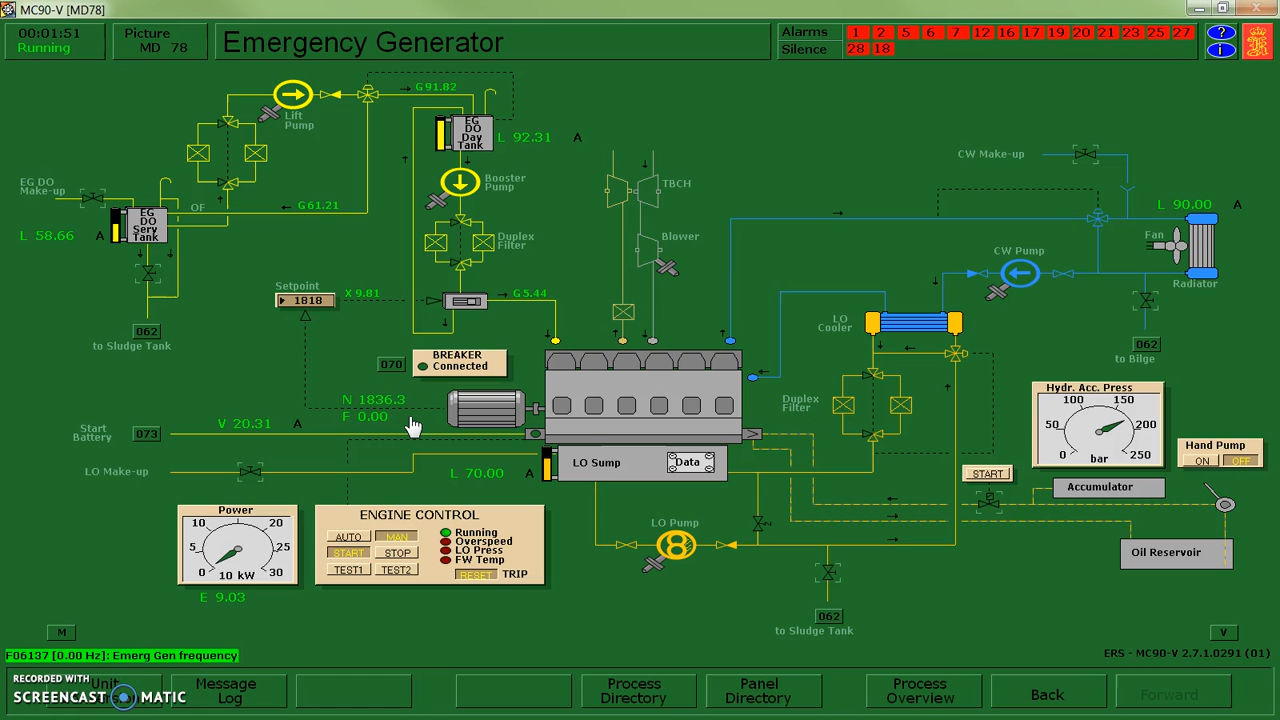 MC90-V [MD78]
00:01:51
Running
Picture
MD 78
Emergency Generator
Alarms
1 2 5 6 7 12 16 17 19 20 21 23 25 27
Silence
28 18
?
i
G 91.82
Lift
Pump
EG
DO
Day
Tank
L 92.31 A
CW Make-up
EG DO
Make-up
OF
G 61.21
Booster
Pump
TBCH
L 90.00 A
EG
DO
Serv
Tank
L 58.66 A
Duplex
Filter
Blower
CW Pump
Fan
Radiator
Setpoint
1818
X 9.81
G 5.44
LO
Cooler
062
to Sludge Tank
062
to Bilge
070
BREAKER
Connected
N 1836.3
F 0.00
Duplex
Filter
Hydr. Acc. Press
100 150
50 200
0 250
bar
Start
Battery
073
V 20.31 A
Hand Pump
ON OFF
LO Make-up
L 70.00 A
LO Sump
Data
START
Accumulator
Power
10 20
5 25
0 30
10 kW
E 9.03
ENGINE CONTROL
AUTO MAN
START STOP
TEST1 TEST2
Running
Overspeed
LO Press
FW Temp
RESET TRIP
LO Pump
Oil Reservoir
062
to Sludge Tank
M
V
F06137 [0.00 Hz]: Emerg Gen frequency
ERS - MC90-V 2.7.1.0291 (01)
RECORDED WITH
SCREENCAST MATIC
Message
Log
Process
Directory
Panel
Directory
Process
Overview
Back
Forward